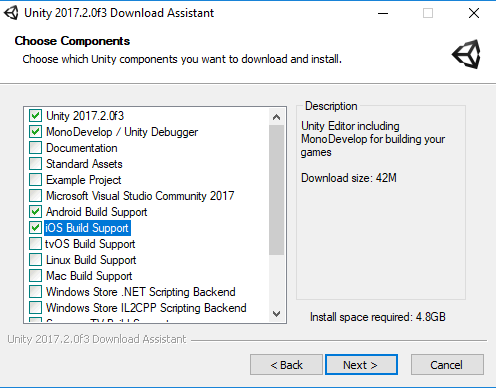 Unity 2017.2.0f3 Download Assistant
Choose Components
Choose which Unity components you want to download and install.
Unity 2017.2.0f3
MonoDevelop / Unity Debugger
Documentation
Standard Assets
Example Project
Microsoft Visual Studio Community 2017
Android Build Support
iOS Build Support
tvOS Build Support
Linux Build Support
Mac Build Support
Windows Store .NET Scripting Backend
Windows Store IL2CPP Scripting Backend
Description
Unity Editor including
MonoDevelop for building your
games
Download size: 42M
Install space required: 4.8GB
Unity 2017.2.0f3 Download Assistant
< Back
Next >
Cancel